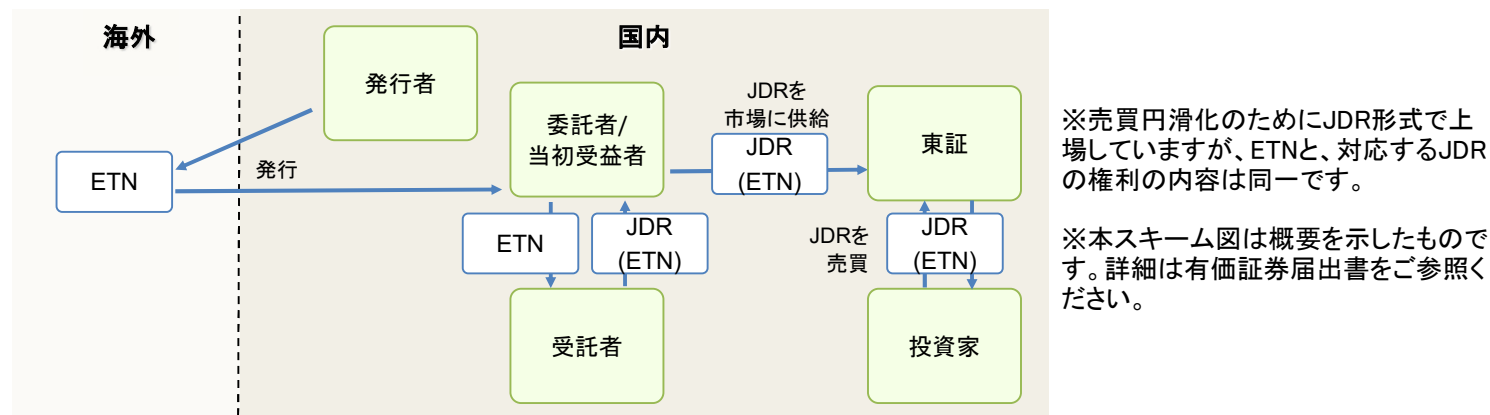 海外
国内
発行者
ETN
発行
委託者/
当初受益者
JDRを
市場に供給
JDR
(ETN)
東証
ETN
JDR
(ETN)
JDRを
売買
JDR
(ETN)
受託者
投資家
※売買円滑化のためにJDR形式で上
場していますが、ETNと、対応するJDR
の権利の内容は同一です。
※本スキーム図は概要を示したもので
す。詳細は有価証券届出書をご参照く
ださい。